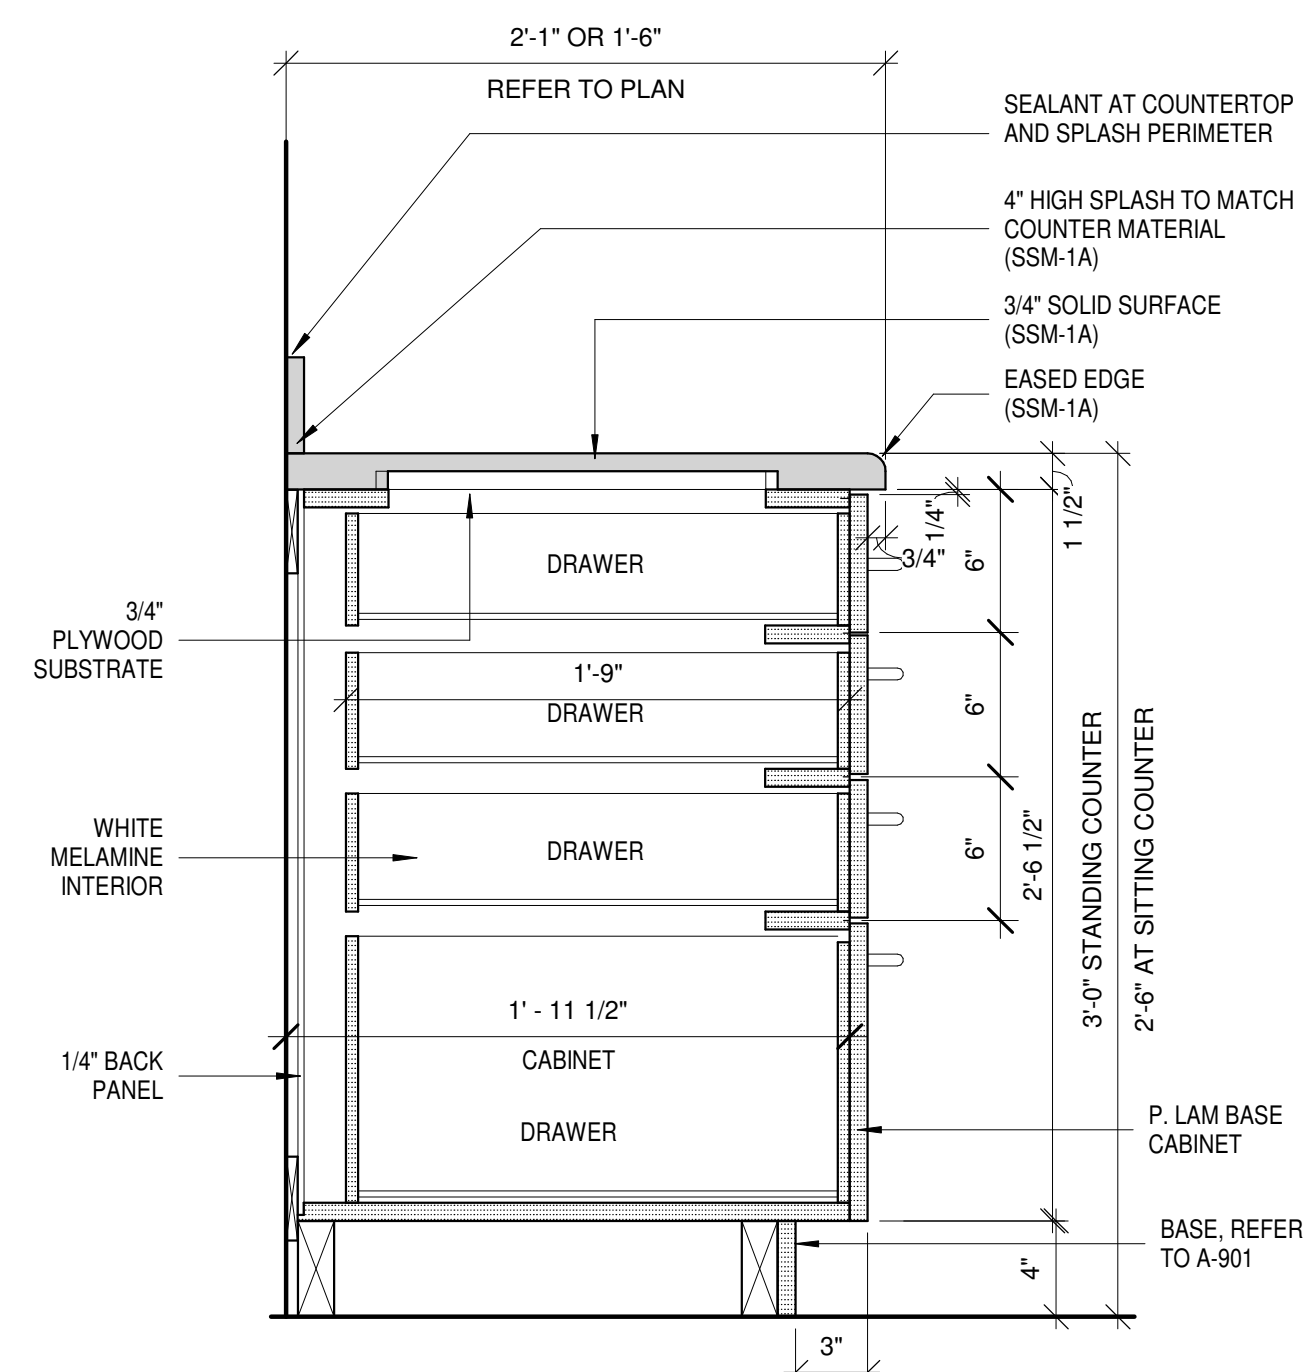 2'-1" OR 1'-6"
REFER TO PLAN
SEALANT AT COUNTERTOP
AND SPLASH PERIMETER
4" HIGH SPLASH TO MATCH
COUNTER MATERIAL
(SSM-1A)
3/4" SOLID SURFACE
(SSM-1A)
EASED EDGE
(SSM-1A)
1 1/2"
1/4"
3/4"
6"
DRAWER
3/4"
PLYWOOD
SUBSTRATE
1'-9"
DRAWER
6"
WHITE
MELAMINE
INTERIOR
DRAWER
6"
2'-6 1/2"
3'-0" STANDING COUNTER
2'-6" AT SITTING COUNTER
1' - 11 1/2"
CABINET
1/4" BACK
PANEL
DRAWER
P. LAM BASE
CABINET
BASE, REFER
TO A-901
4"
3"